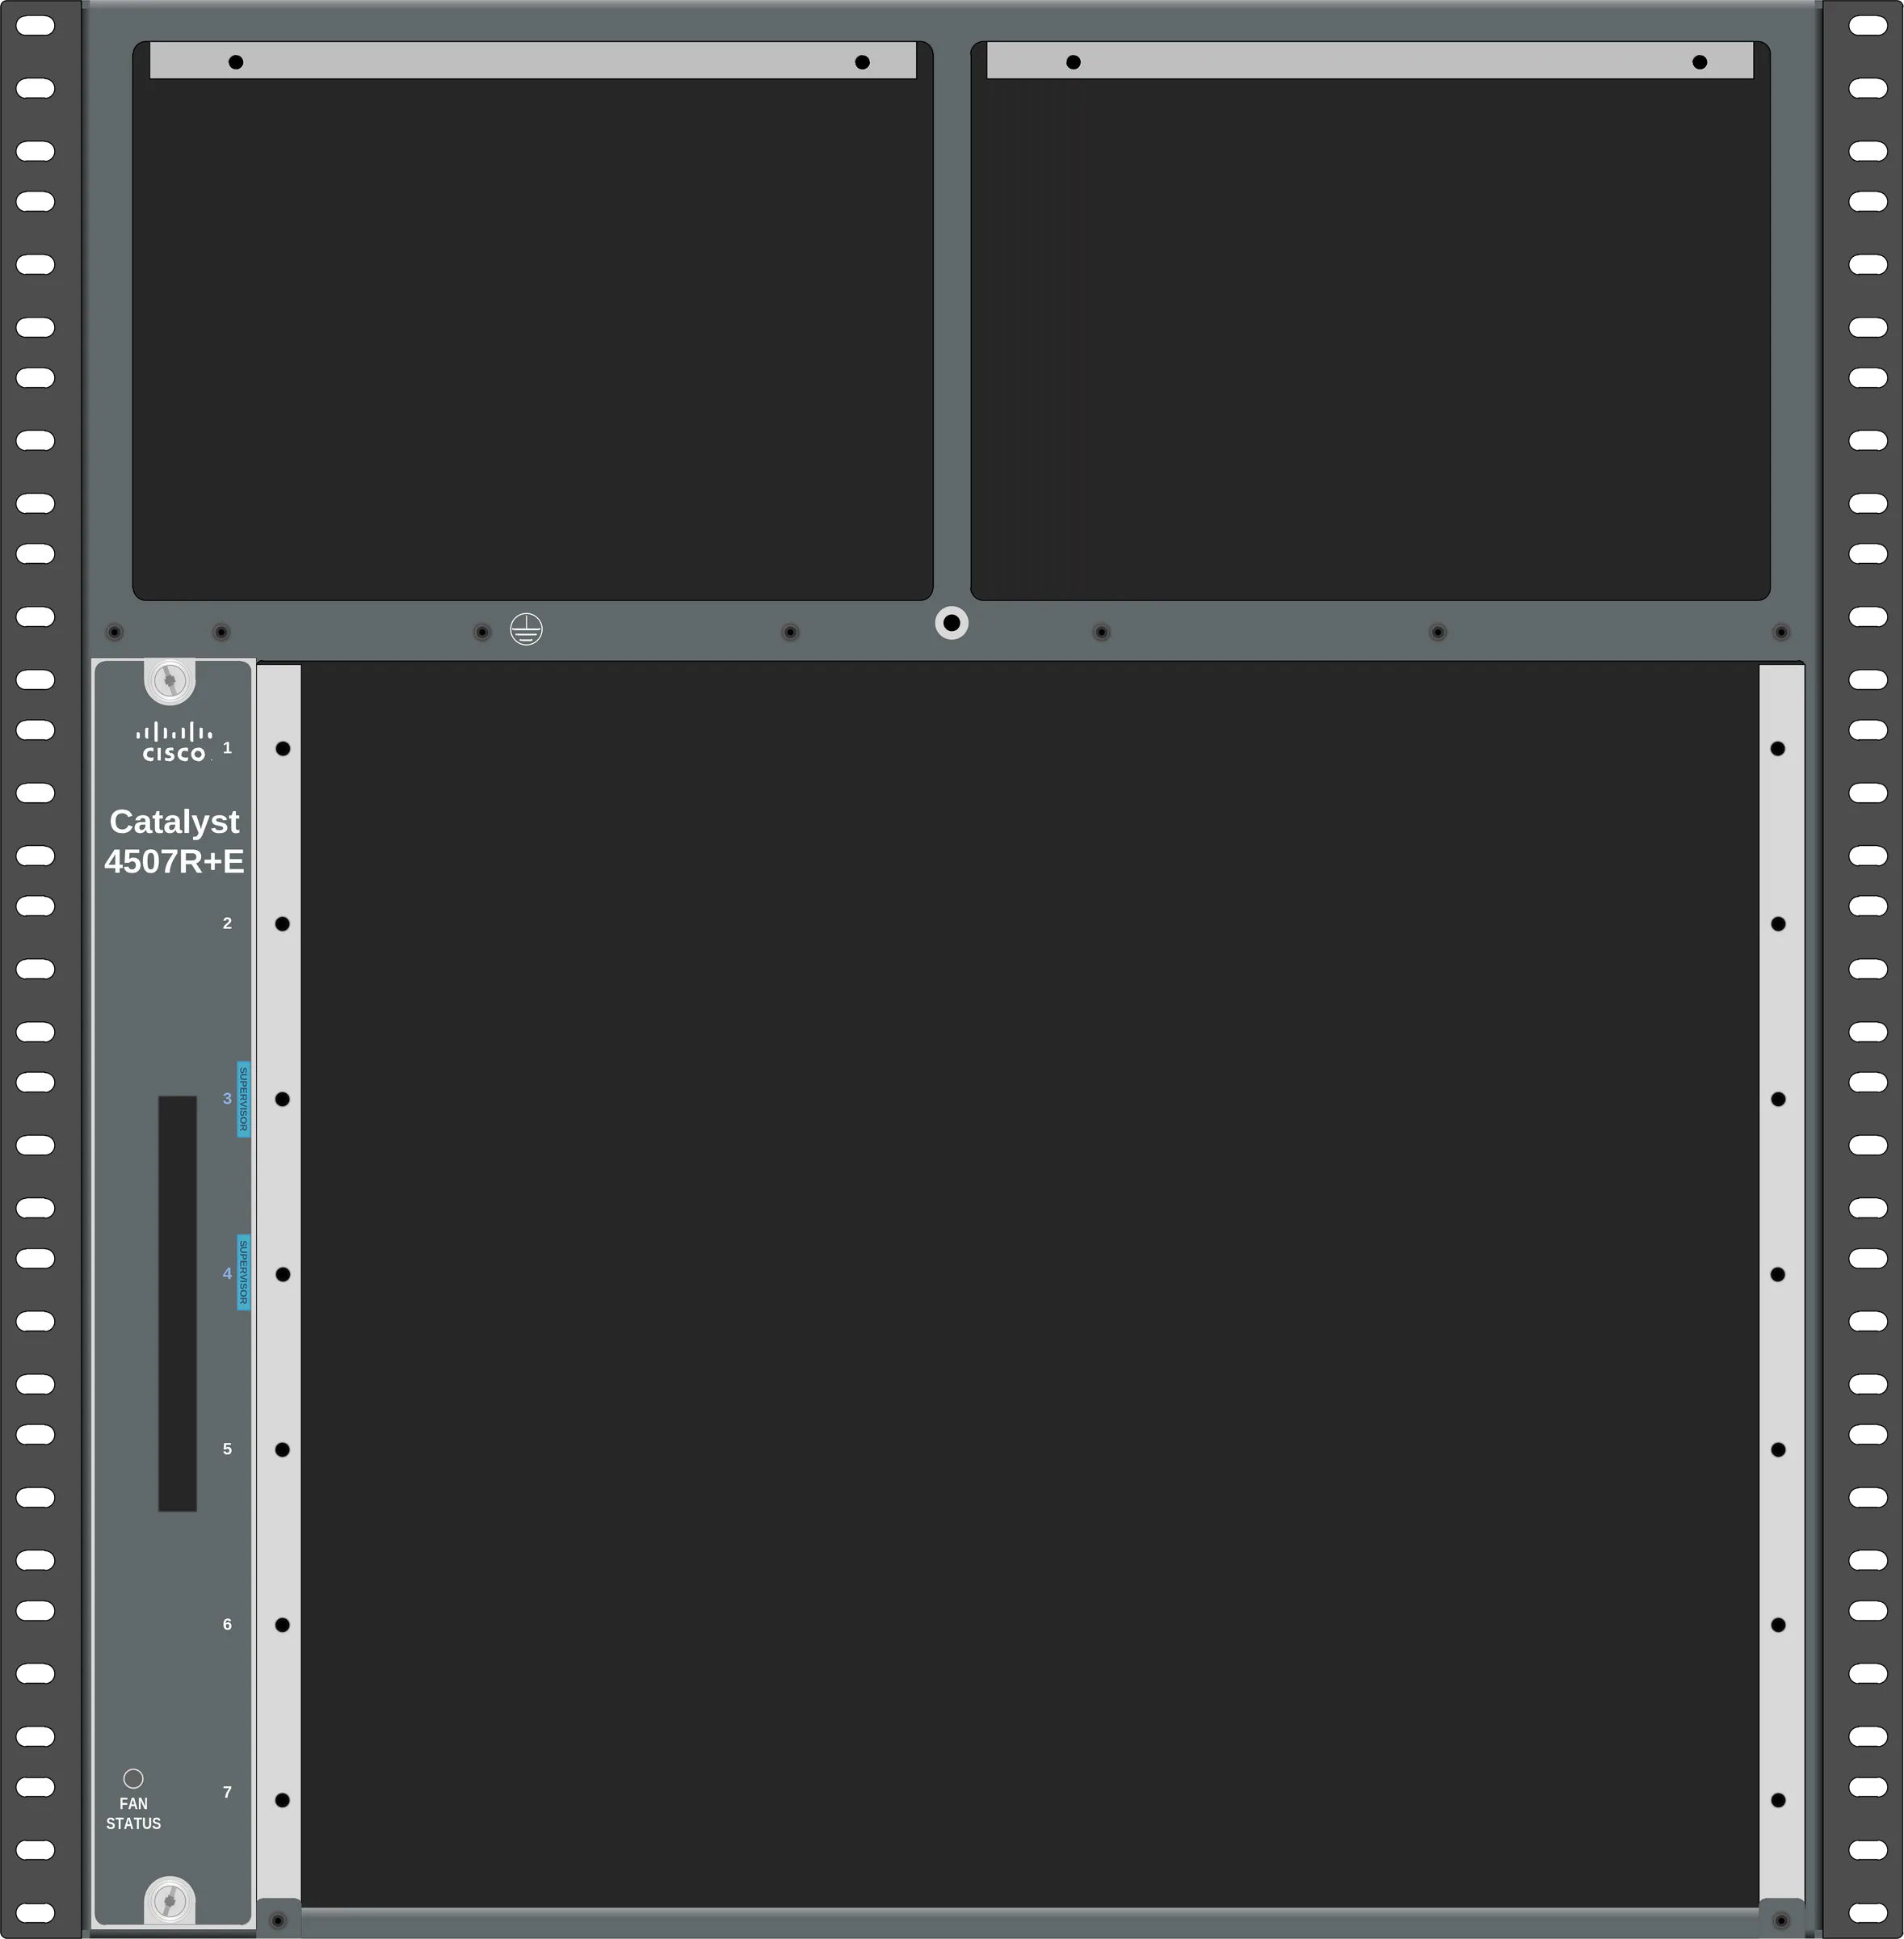 CISCO
1
Catalyst
4507R+E
2
3 SUPERVISOR
4 SUPERVISOR
5
6
7
FAN
STATUS